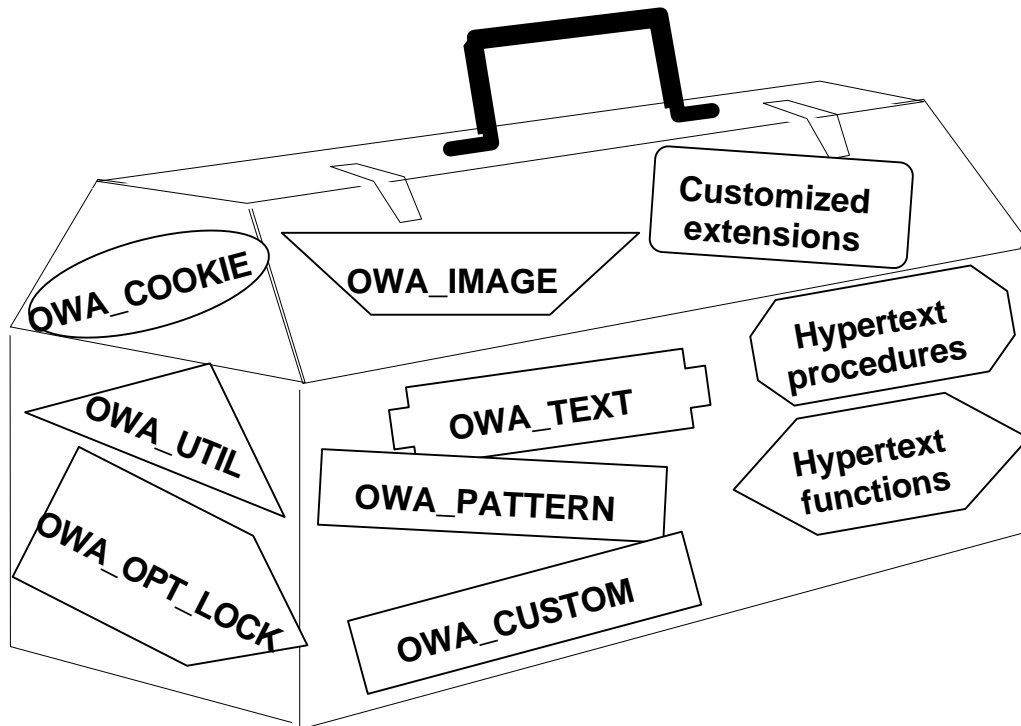 Customized
extensions
OWA_COOKIE
OWA_IMAGE
Hypertext
procedures
OWA_UTIL
OWA_TEXT
Hypertext
functions
OWA_PATTERN
OWA_OPT_LOCK
OWA_CUSTOM